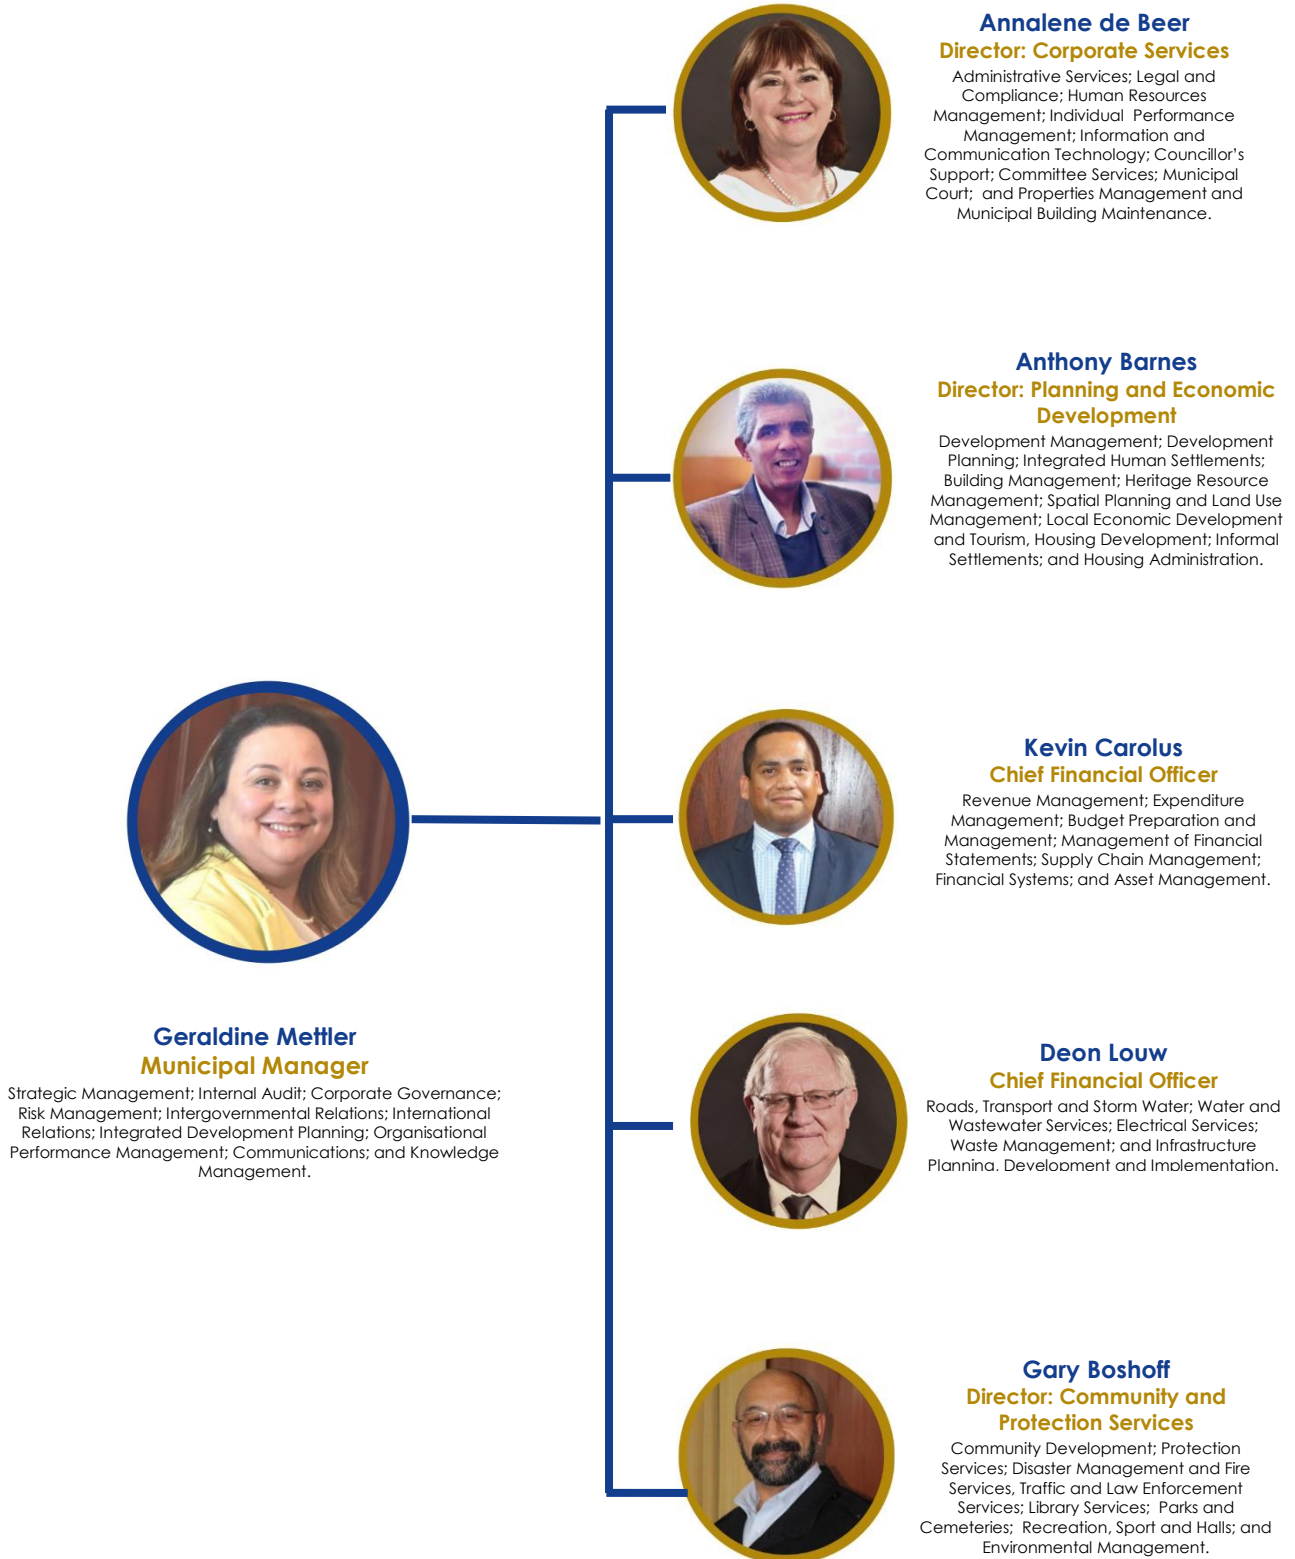 Annalene de Beer
Director: Corporate Services
Administrative Services; Legal and
Compliance; Human Resources
Management; Individual Performance
Management; Information and
Communication Technology; Councillor's
Support; Committee Services; Municipal
Court; and Properties Management and
Municipal Building Maintenance.
Anthony Barnes
Director: Planning and Economic
Development
Development Management; Development
Planning; Integrated Human Settlements;
Building Management; Heritage Resource
Management; Spatial Planning and Land Use
Management; Local Economic Development
and Tourism, Housing Development; Informal
Settlements; and Housing Administration.
Kevin Carolus
Chief Financial Officer
Revenue Management; Expenditure
Management; Budget Preparation and
Management; Management of Financial
Statements; Supply Chain Management;
Financial Systems; and Asset Management.
Geraldine Mettler
Municipal Manager
Strategic Management; Internal Audit; Corporate Governance;
Risk Management; Intergovernmental Relations; International
Relations; Integrated Development Planning; Organisational
Performance Management; Communications; and Knowledge
Management.
Deon Louw
Chief Financial Officer
Roads, Transport and Storm Water; Water and
Wastewater Services; Electrical Services;
Waste Management; and Infrastructure
Planning, Development and Implementation.
Gary Boshoff
Director: Community and
Protection Services
Community Development; Protection
Services; Disaster Management and Fire
Services, Traffic and Law Enforcement
Services; Library Services; Parks and
Cemeteries; Recreation, Sport and Halls; and
Environmental Management.